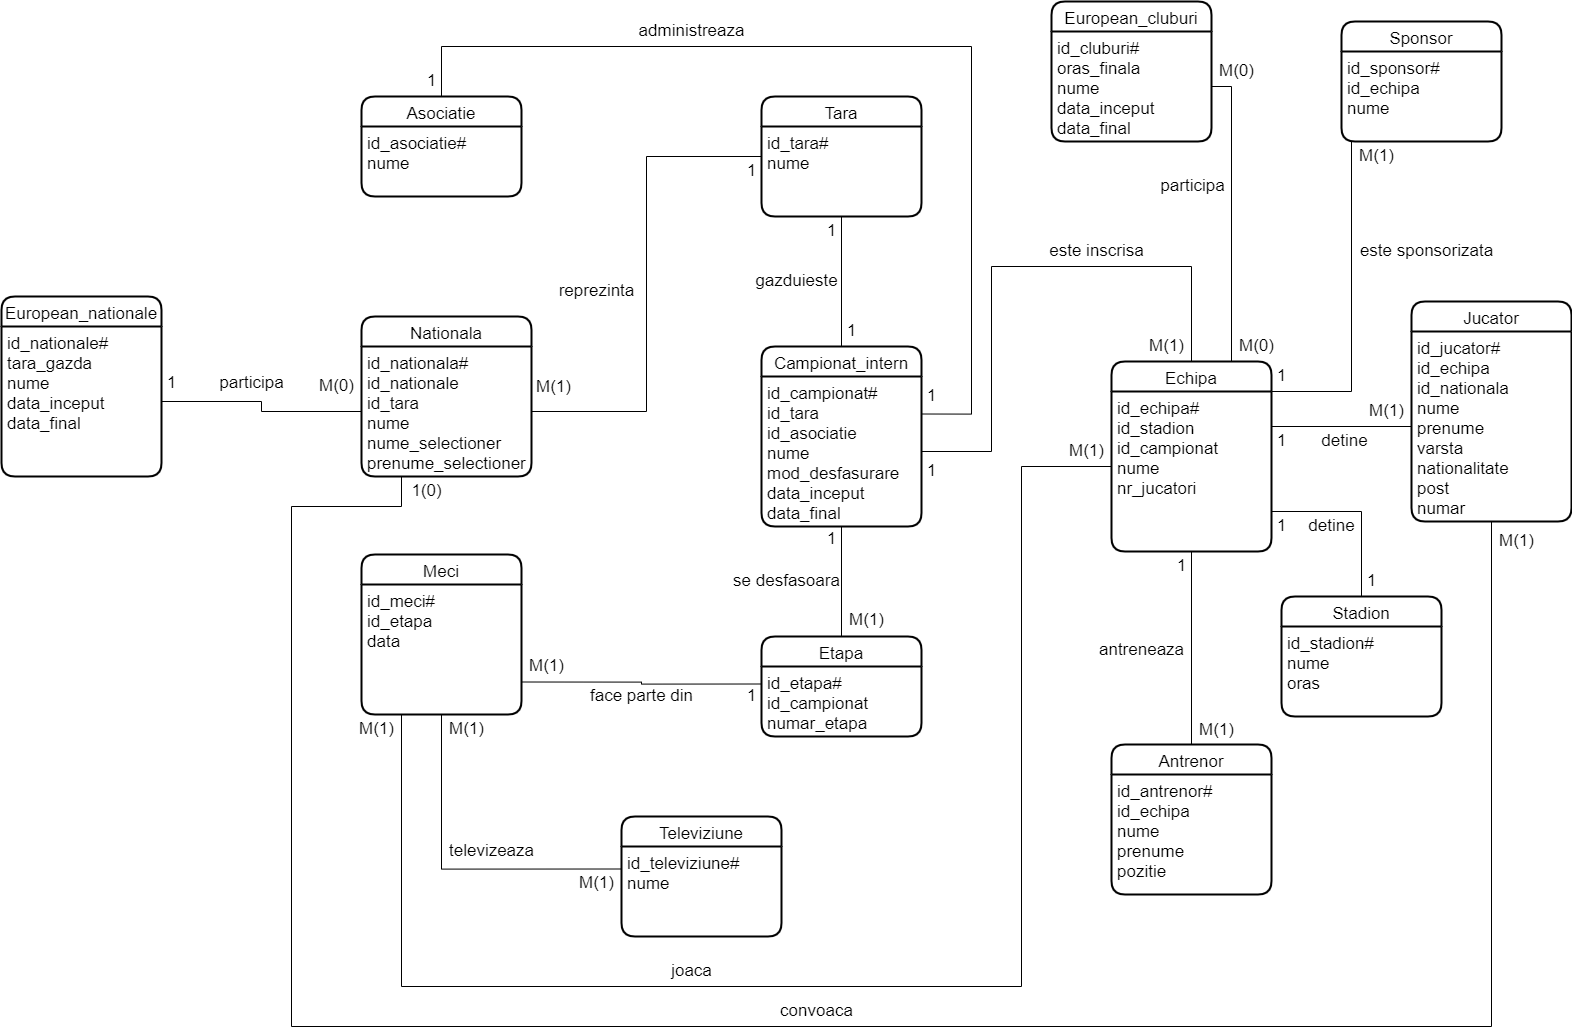 administreaza
1
Asociatie
id_asociatie#
nume
Tara
id_tara#
nume
1
1
gazduieste
1
reprezinta
European_cluburi
id_cluburi#
oras_finala
nume
data_inceput
data_final
M(0)
participa
Sponsor
id_sponsor#
id_echipa
nume
M(1)
este sponsorizata
este inscrisa
European_nationale
id_nationale#
tara_gazda
nume
data_inceput
data_final
1
participa
M(0)
Nationala
id_nationala#
id_nationale
id_tara
nume
nume_selectioner
prenume_selectioner
M(1)
1(0)
Campionat_intern
id_campionat#
id_tara
id_asociatie
nume
mod_desfasurare
data_inceput
data_final
1
1
1
se desfasoara
M(1)
M(1)
M(0)
1
Echipa
id_echipa#
id_stadion
id_campionat
nume
nr_jucatori
M(1)
M(1)
1
detine
1
detine
1
1
Jucator
id_jucator#
id_echipa
id_nationala
nume
prenume
varsta
nationalitate
post
numar
M(1)
Stadion
id_stadion#
nume
oras
antreneaza
M(1)
Meci
id_meci#
id_etapa
data
M(1)
face parte din
1
M(1)
M(1)
Etapa
id_etapa#
id_campionat
numar_etapa
Antrenor
id_antrenor#
id_echipa
nume
prenume
pozitie
televizeaza
M(1)
Televiziune
id_televiziune#
nume
joaca
convoaca